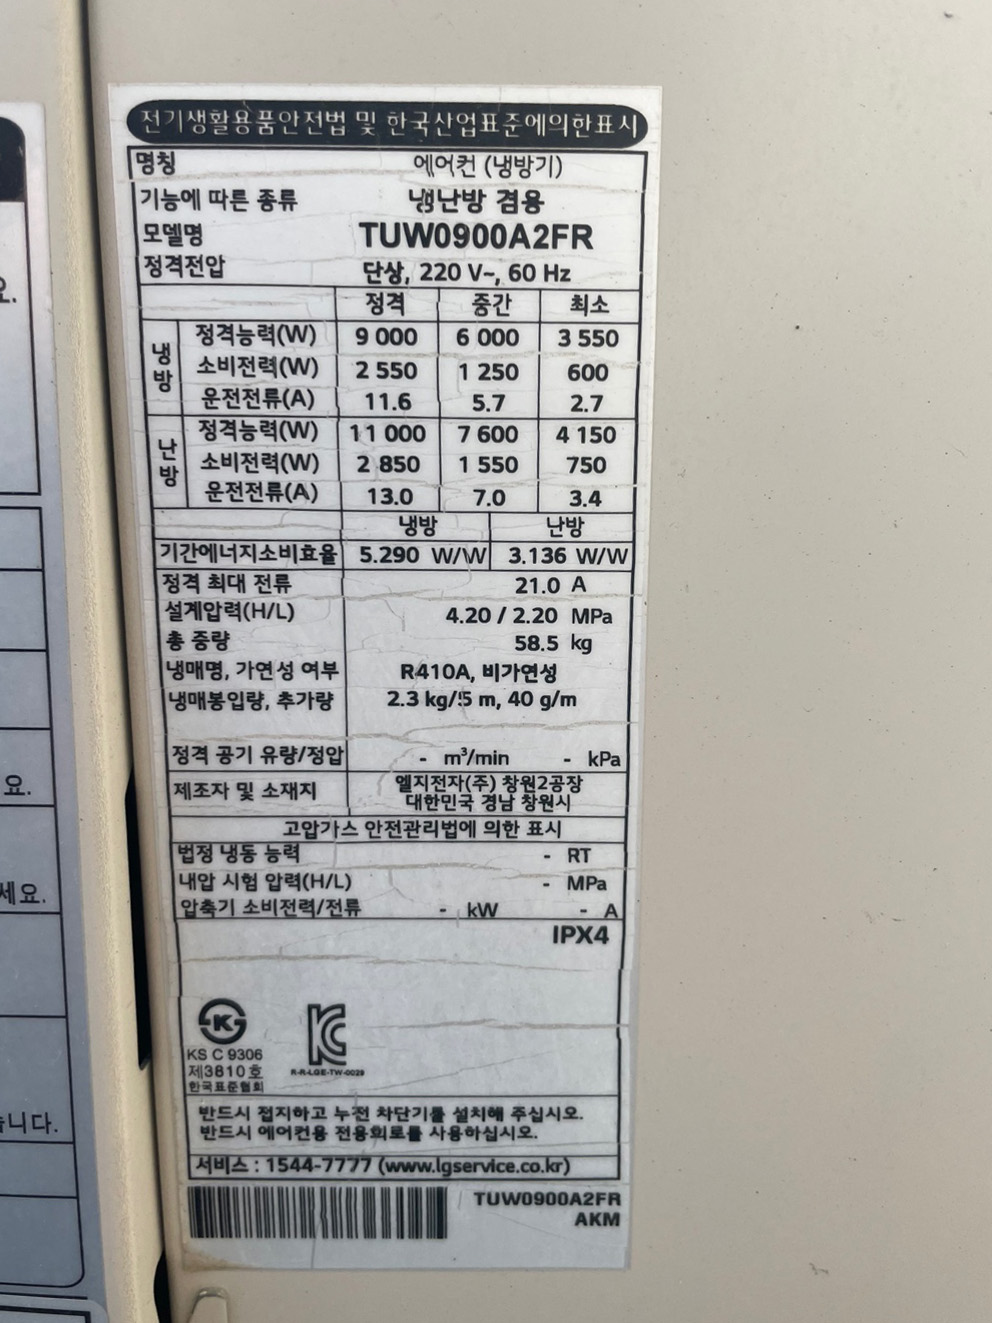 전기생활용품안전법 및 한국산업표준에의한표시
명칭 에어컨 (냉방기)
기능에 따른 종류 냉난방 겸용
모델명 TUW0900A2FR
정격전압 단상, 220 V~, 60 Hz
정격 중간 최소
냉방
정격능력(W) 9 000 6 000 3 550
소비전력(W) 2 550 1 250 600
운전전류(A) 11.6 5.7 2.7
난방
정격능력(W) 11 000 7 600 4 150
소비전력(W) 2 850 1 550 750
운전전류(A) 13.0 7.0 3.4
냉방 난방
기간에너지소비효율 5.290 W/W 3.136 W/W
정격 최대 전류 21.0 A
설계압력(H/L) 4.20 / 2.20 MPa
총 중량 58.5 kg
냉매명, 가연성 여부 R410A, 비가연성
냉매봉입량, 추가량 2.3 kg/5 m, 40 g/m
정격 공기 유량/정압 - m³/min - kPa
제조자 및 소재지 엘지전자(주) 창원2공장
대한민국 경남 창원시
고압가스 안전관리법에 의한 표시
법정 냉동 능력 - RT
내압 시험 압력(H/L) - MPa
압축기 소비전력/전류 - kW - A
IPX4
KS C 9306
제3810호
한국표준협회
R-R-LGE-TW-0029
반드시 접지하고 누전 차단기를 설치해 주십시오.
반드시 에어컨용 전용회로를 사용하십시오.
서비스 : 1544-7777 (www.lgservice.co.kr)
TUW0900A2FR
AKM
요.
요.
세요.
습니다.